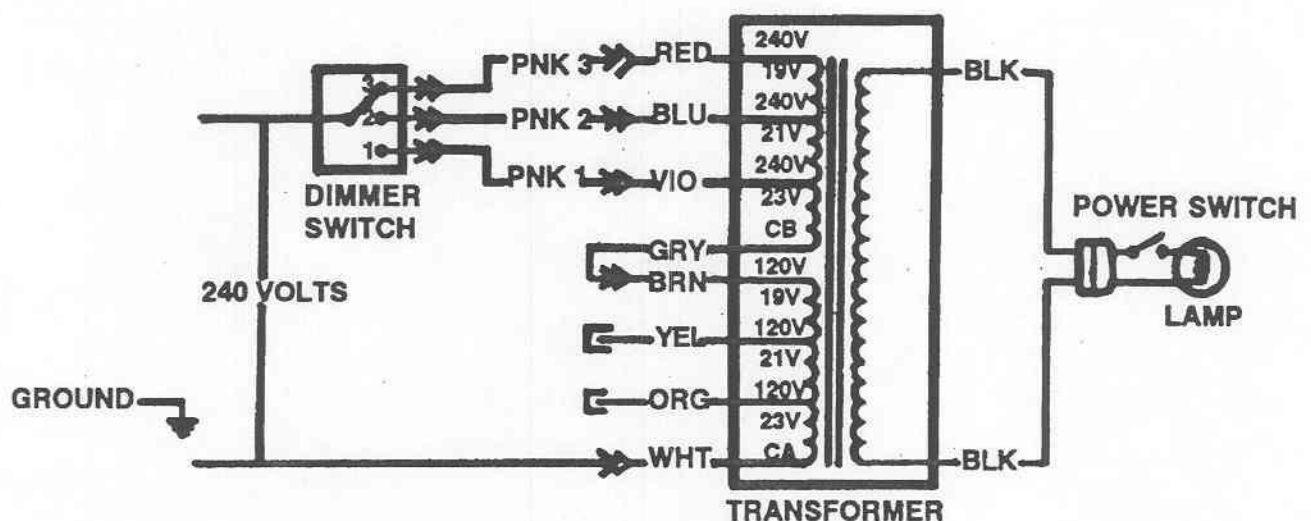 PNK 3
RED
240V
19V
BLK
3
2
1
PNK 2
BLU
240V
21V
PNK 1
VIO
240V
23V
DIMMER
SWITCH
GRY
CB
POWER SWITCH
BRN
120V
19V
240 VOLTS
LAMP
YEL
120V
21V
GROUND
ORG
120V
23V
WHT
CA
BLK
TRANSFORMER